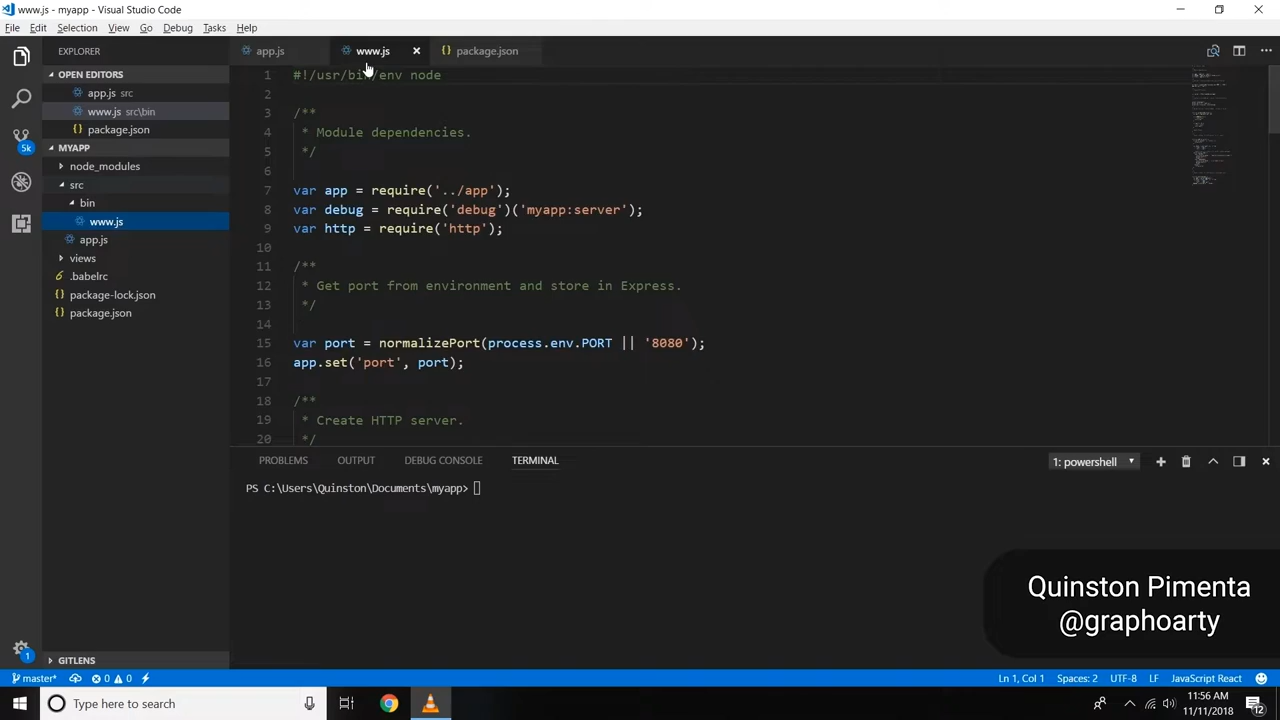 www.js - myapp - Visual Studio Code
File Edit Selection View Go Debug Tasks Help
EXPLORER
OPEN EDITORS
app.js src
www.js src\bin
package.json
5k
MYAPP
node_modules
src
bin
www.js
app.js
views
.babelrc
package-lock.json
package.json
GITLENS
1
app.js www.js package.json
1 #!/usr/bin/env node
2
3 /**
4 * Module dependencies.
5 */
6
7 var app = require('../app');
8 var debug = require('debug')('myapp:server');
9 var http = require('http');
10
11 /**
12 * Get port from environment and store in Express.
13 */
14
15 var port = normalizePort(process.env.PORT || '8080');
16 app.set('port', port);
17
18 /**
19 * Create HTTP server.
20 */
PROBLEMS OUTPUT DEBUG CONSOLE TERMINAL 1: powershell
PS C:\Users\Quinston\Documents\myapp>
Quinston Pimenta
@graphoarty
master* 0 0 Ln 1, Col 1 Spaces: 2 UTF-8 LF JavaScript React
Type here to search
11:56 AM
11/11/2018
12